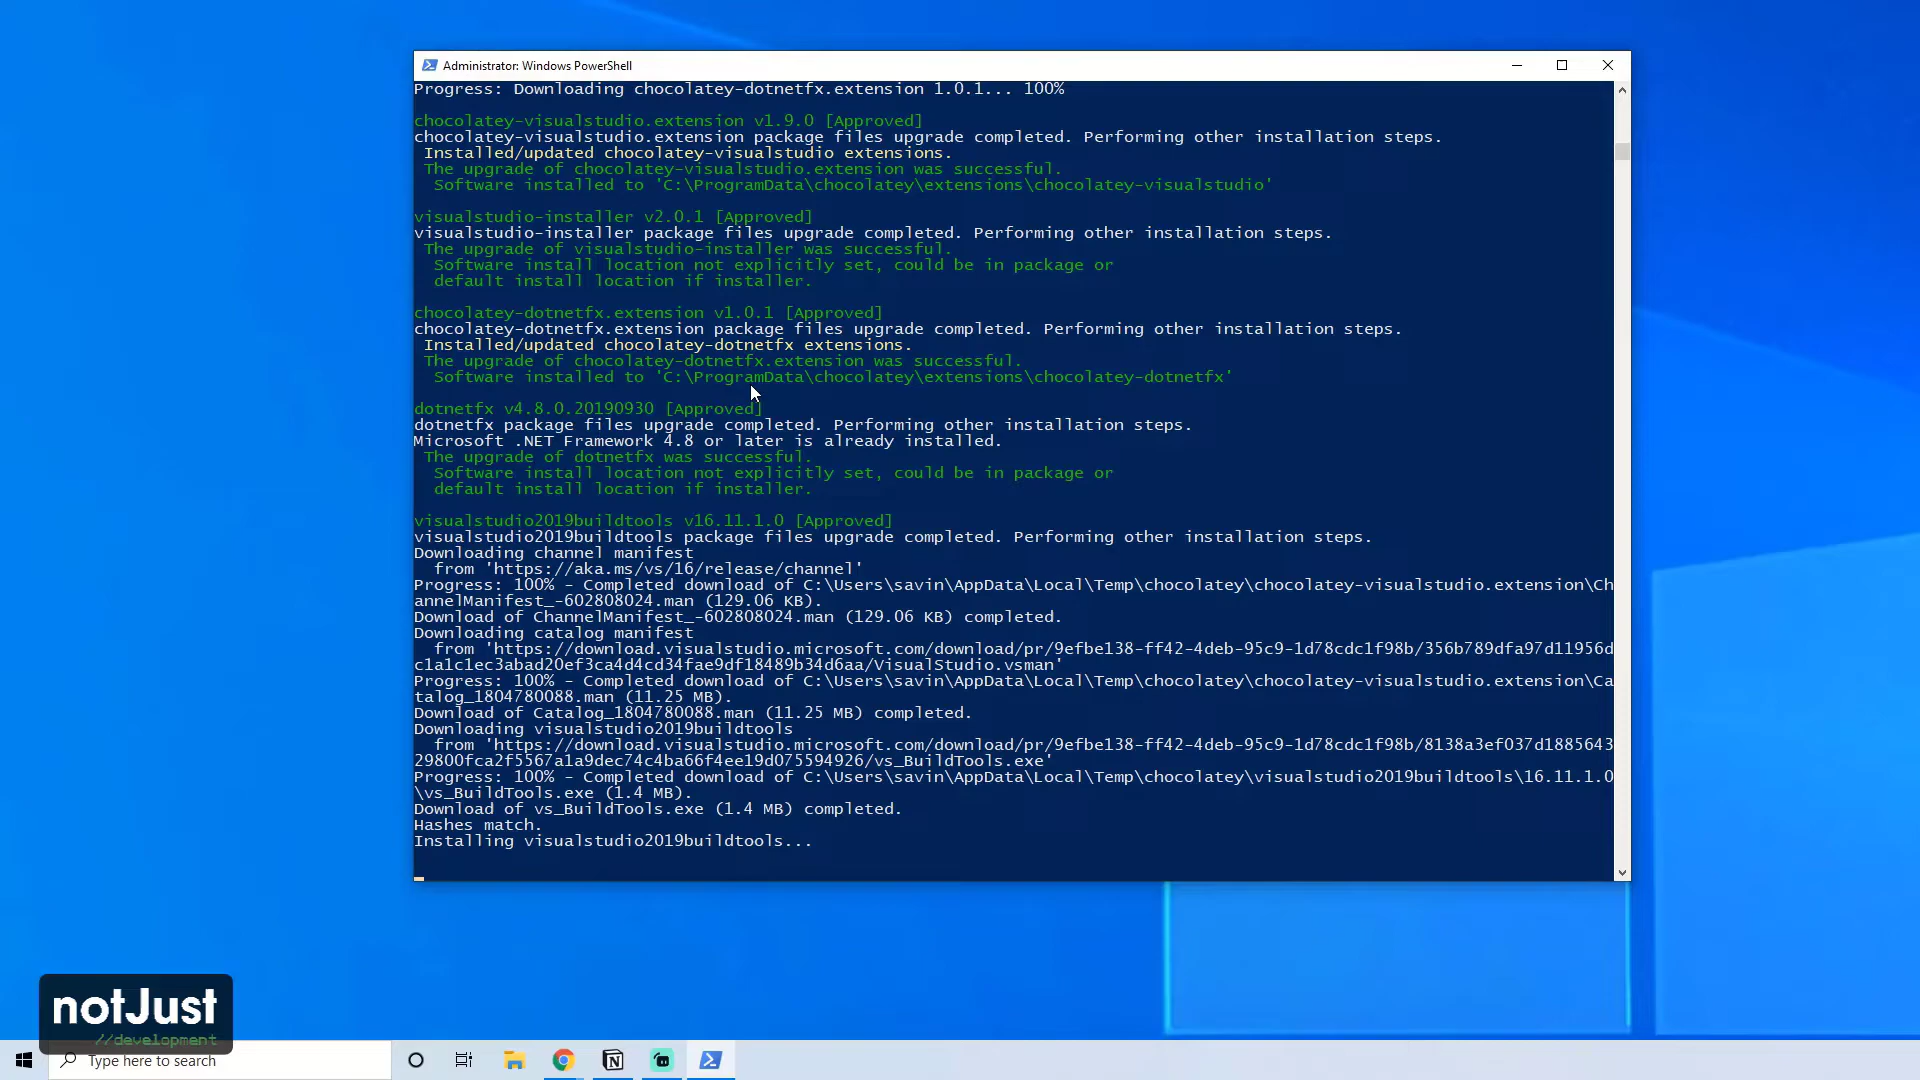 Administrator: Windows PowerShell
Progress: Downloading chocolatey-dotnetfx.extension 1.0.1... 100%
chocolatey-visualstudio.extension v1.9.0 [Approved]
chocolatey-visualstudio.extension package files upgrade completed. Performing other installation steps.
Installed/updated chocolatey-visualstudio extensions.
The upgrade of chocolatey-visualstudio.extension was successful.
Software installed to 'C:\ProgramData\chocolatey\extensions\chocolatey-visualstudio'
visualstudio-installer v2.0.1 [Approved]
visualstudio-installer package files upgrade completed. Performing other installation steps.
The upgrade of visualstudio-installer was successful.
Software install location not explicitly set, could be in package or
default install location if installer.
chocolatey-dotnetfx.extension v1.0.1 [Approved]
chocolatey-dotnetfx.extension package files upgrade completed. Performing other installation steps.
Installed/updated chocolatey-dotnetfx extensions.
The upgrade of chocolatey-dotnetfx.extension was successful.
Software installed to 'C:\ProgramData\chocolatey\extensions\chocolatey-dotnetfx'
dotnetfx v4.8.0.20190930 [Approved]
dotnetfx package files upgrade completed. Performing other installation steps.
Microsoft .NET Framework 4.8 or later is already installed.
The upgrade of dotnetfx was successful.
Software install location not explicitly set, could be in package or
default install location if installer.
visualstudio2019buildtools v16.11.1.0 [Approved]
visualstudio2019buildtools package files upgrade completed. Performing other installation steps.
Downloading channel manifest
from 'https://aka.ms/vs/16/release/channel'
Progress: 100% - Completed download of C:\Users\savin\AppData\Local\Temp\chocolatey\chocolatey-visualstudio.extension\Ch
annelManifest_-602808024.man (129.06 KB).
Download of ChannelManifest_-602808024.man (129.06 KB) completed.
Downloading catalog manifest
from 'https://download.visualstudio.microsoft.com/download/pr/9efbe138-ff42-4deb-95c9-1d78cdc1f98b/356b789dfa97d11956d
c1a1c1ec3abad20ef3ca4d4cd34fae9df18489b34d6aa/VisualStudio.vsman'
Progress: 100% - Completed download of C:\Users\savin\AppData\Local\Temp\chocolatey\chocolatey-visualstudio.extension\Ca
talog_1804780088.man (11.25 MB).
Download of Catalog_1804780088.man (11.25 MB) completed.
Downloading visualstudio2019buildtools
from 'https://download.visualstudio.microsoft.com/download/pr/9efbe138-ff42-4deb-95c9-1d78cdc1f98b/8138a3ef037d1885643
29800fca2f5567a1a9dec74c4ba66f4ee19d075594926/vs_BuildTools.exe'
Progress: 100% - Completed download of C:\Users\savin\AppData\Local\Temp\chocolatey\visualstudio2019buildtools\16.11.1.0
\vs_BuildTools.exe (1.4 MB).
Download of vs_BuildTools.exe (1.4 MB) completed.
Hashes match.
Installing visualstudio2019buildtools...
notJust
//development
Type here to search